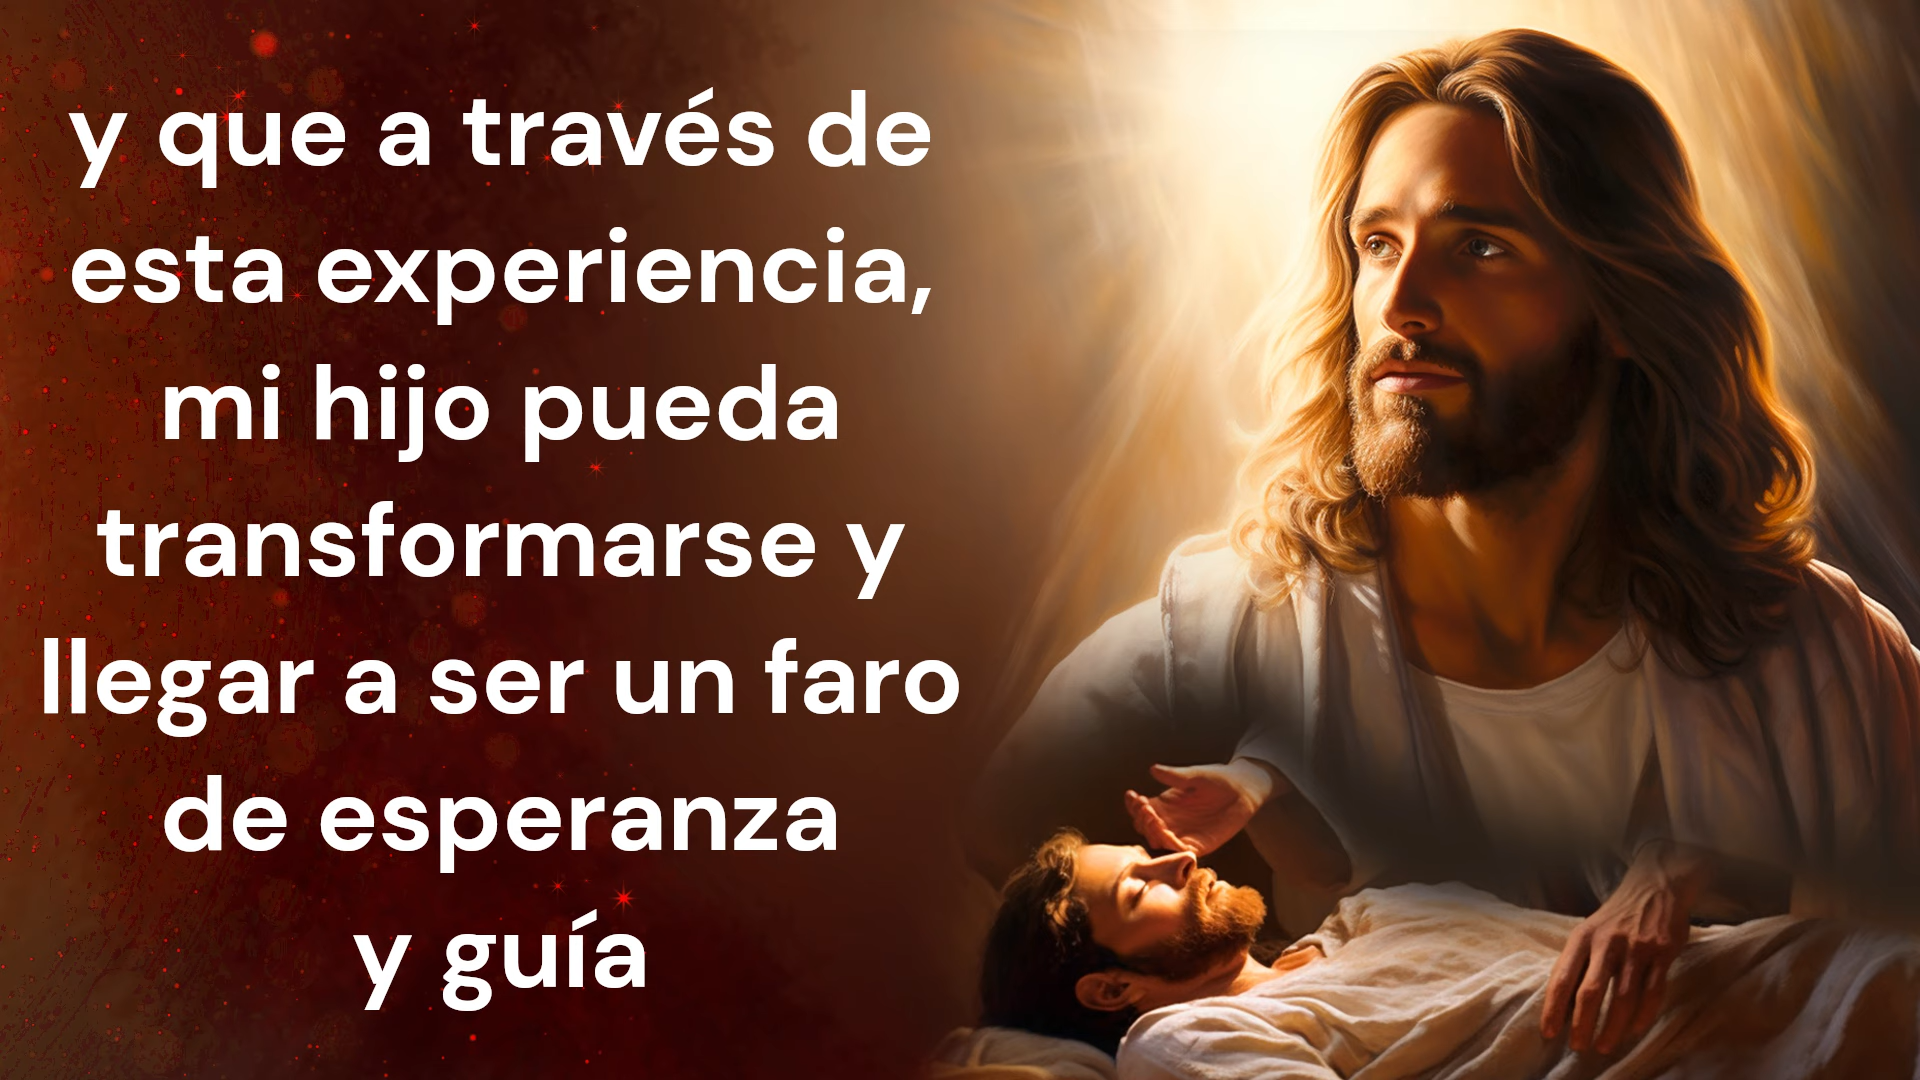 y que a través de
esta experiencia,
mi hijo pueda
transformarse y
llegar a ser un faro
de esperanza
y guía